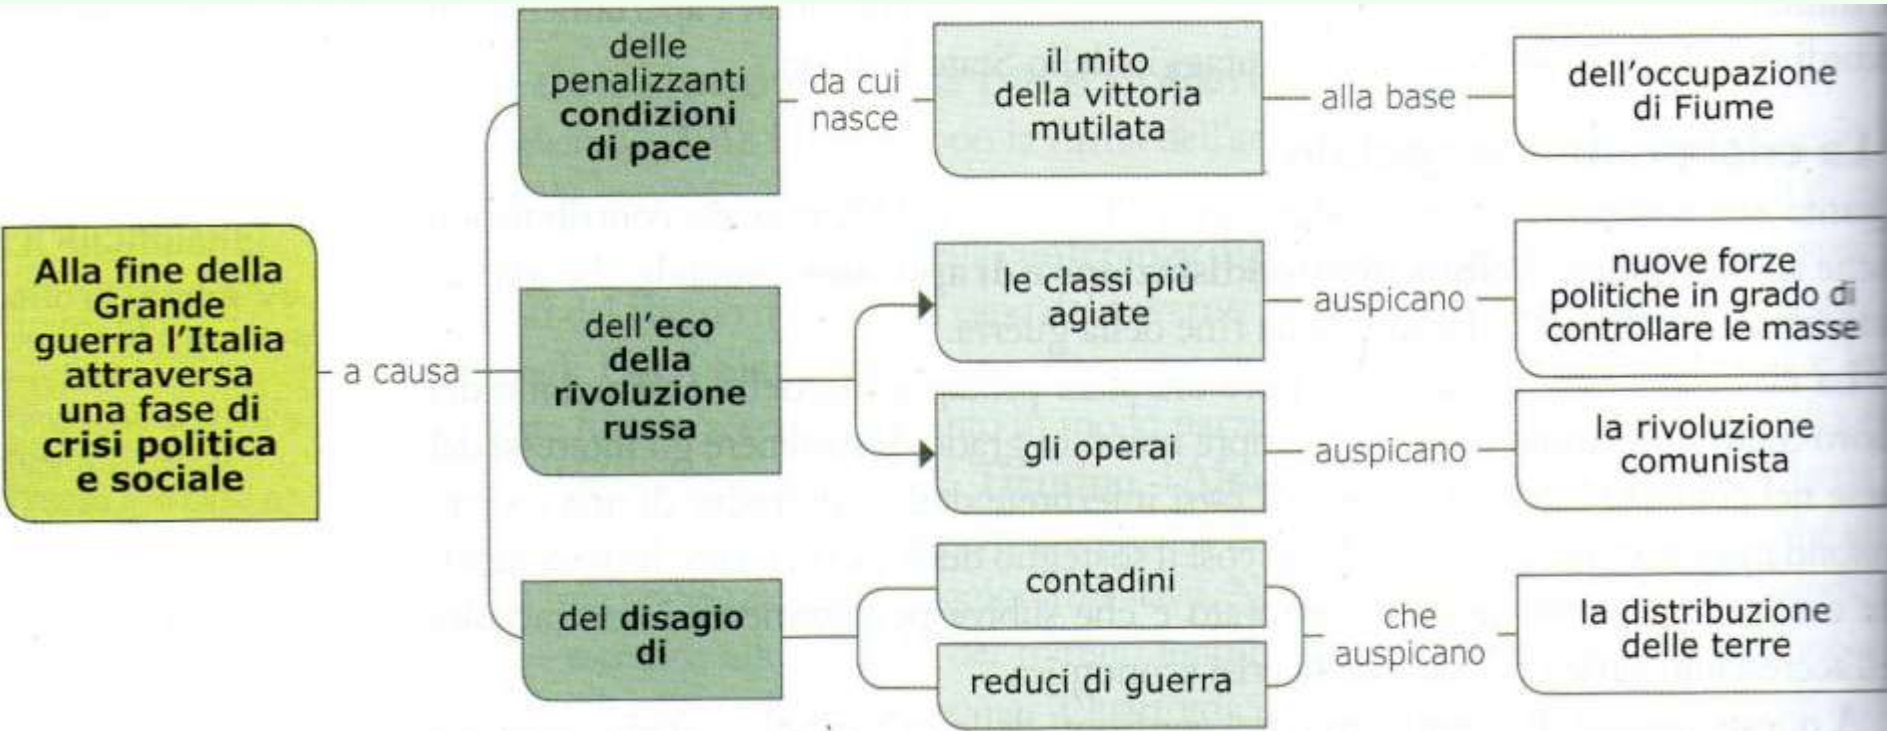 Alla fine della
Grande
guerra l'Italia
attraversa
una fase di
crisi politica
e sociale
a causa
delle
penalizzanti
condizioni
di pace
da cui
nasce
il mito
della vittoria
mutilata
alla base
dell'occupazione
di Fiume
dell'eco
della
rivoluzione
russa
le classi più
agiate
auspicano
nuove forze
politiche in grado di
controllare le masse
gli operai
auspicano
la rivoluzione
comunista
del disagio
di
contadini
reduci di guerra
che
auspicano
la distribuzione
delle terre